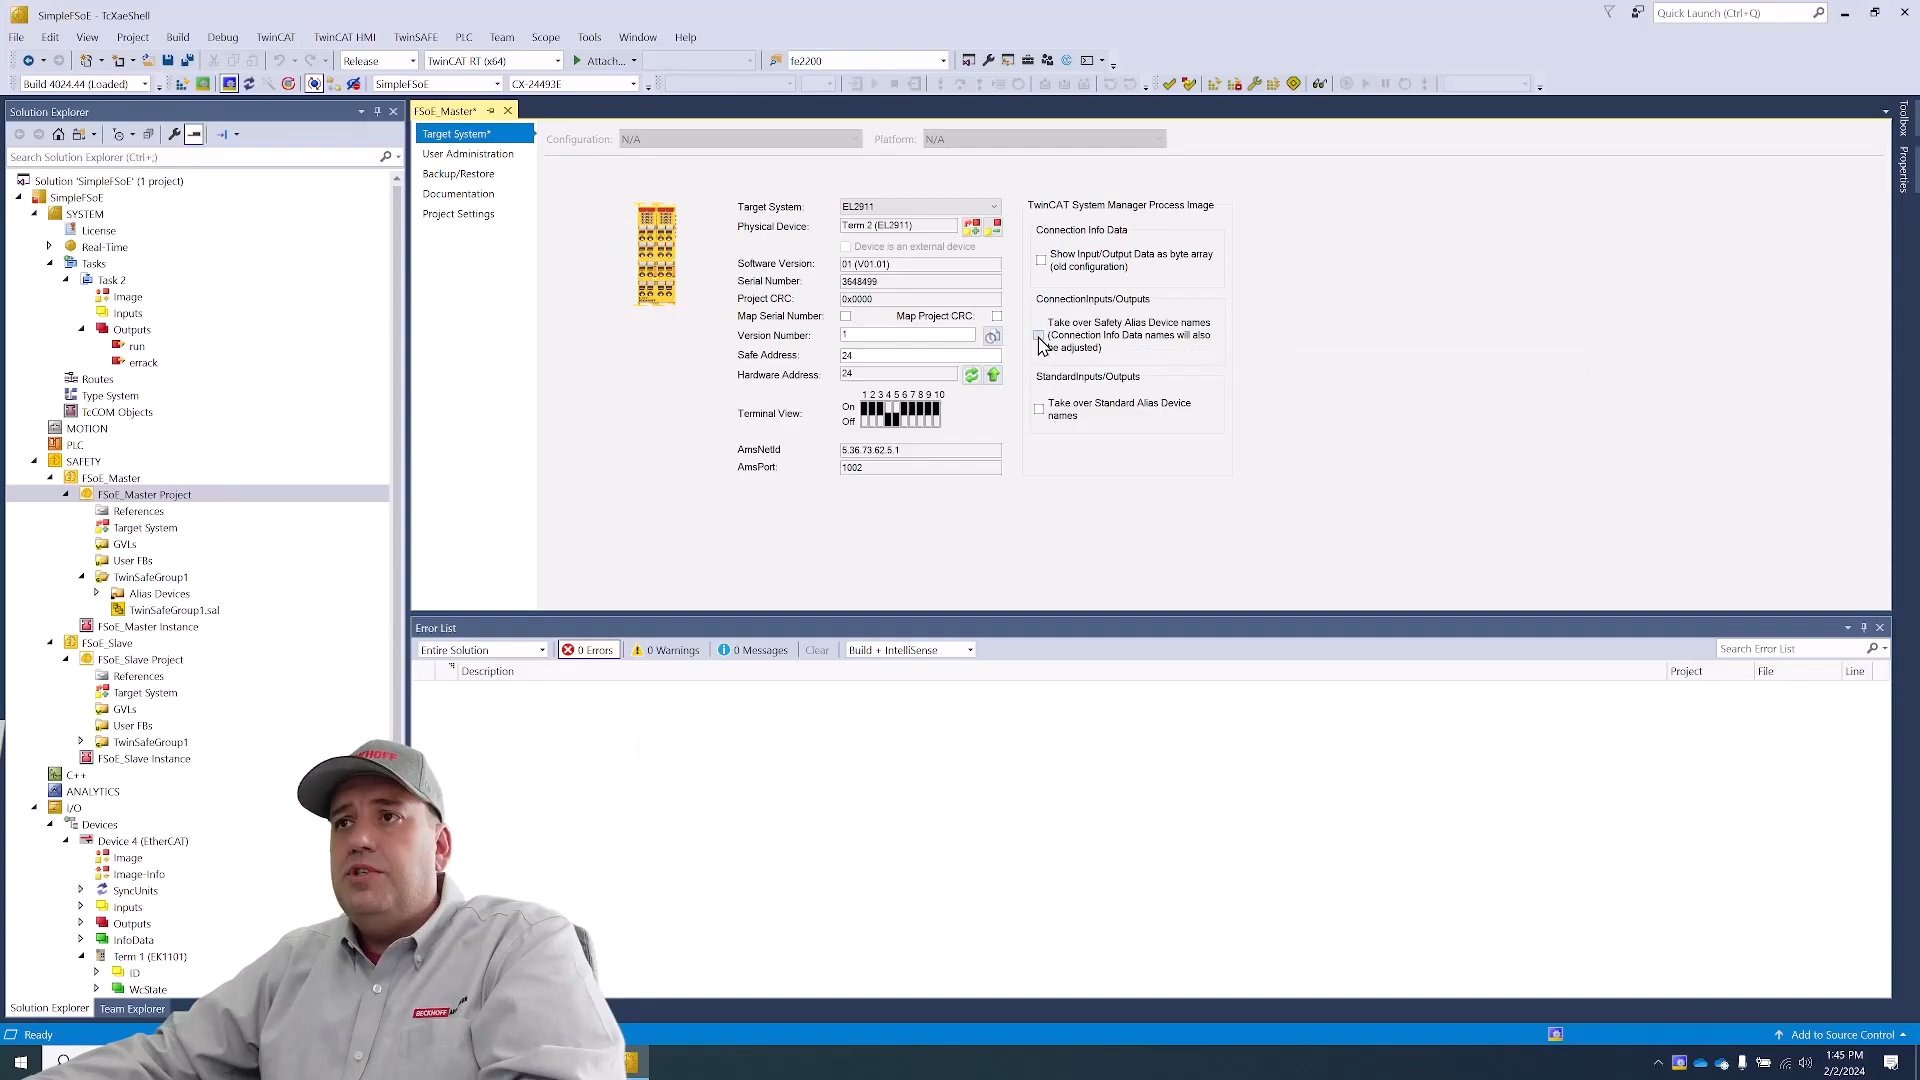 SimpleFSoE - TcXaeShell
Quick Launch (Ctrl+Q)
File Edit View Project Build Debug TwinCAT TwinCAT HMI TwinSAFE PLC Team Scope Tools Window Help
Release TwinCAT RT (x64) Attach... fe2200
Build 4024.44 (Loaded) SimpleFSoE CX-24493E
Solution Explorer
Search Solution Explorer (Ctrl+;)
Solution 'SimpleFSoE' (1 project)
SimpleFSoE
SYSTEM
License
Real-Time
Tasks
Task 2
Image
Inputs
Outputs
run
errack
Routes
Type System
TcCOM Objects
MOTION
PLC
SAFETY
FSoE_Master
FSoE_Master Project
References
Target System
GVLs
User FBs
TwinSafeGroup1
Alias Devices
TwinSafeGroup1.sal
FSoE_Master Instance
FSoE_Slave
FSoE_Slave Project
References
Target System
GVLs
User FBs
TwinSafeGroup1
FSoE_Slave Instance
C++
ANALYTICS
I/O
Devices
Device 4 (EtherCAT)
Image
Image-Info
SyncUnits
Inputs
Outputs
InfoData
Term 1 (EK1101)
ID
WcState
Solution Explorer Team Explorer
FSoE_Master*
Target System*
User Administration
Backup/Restore
Documentation
Project Settings
Configuration: N/A Platform: N/A
Target System: EL2911
Physical Device: Term 2 (EL2911)
Device is an external device
Software Version: 01 (V01.01)
Serial Number: 3648499
Project CRC: 0x0000
Map Serial Number: Map Project CRC:
Version Number: 1
Safe Address: 24
Hardware Address: 24
1 2 3 4 5 6 7 8 9 10
Terminal View: On
Off
AmsNetId 5.36.73.62.5.1
AmsPort: 1002
TwinCAT System Manager Process Image
Connection Info Data
Show Input/Output Data as byte array
(old configuration)
ConnectionInputs/Outputs
Take over Safety Alias Device names
(Connection Info Data names will also
be adjusted)
StandardInputs/Outputs
Take over Standard Alias Device
names
Error List
Entire Solution 0 Errors 0 Warnings 0 Messages Clear Build + IntelliSense Search Error List
Description Project File Line
Toolbox
Properties
BECKHOFF
Ready
Add to Source Control
1:45 PM
2/2/2024